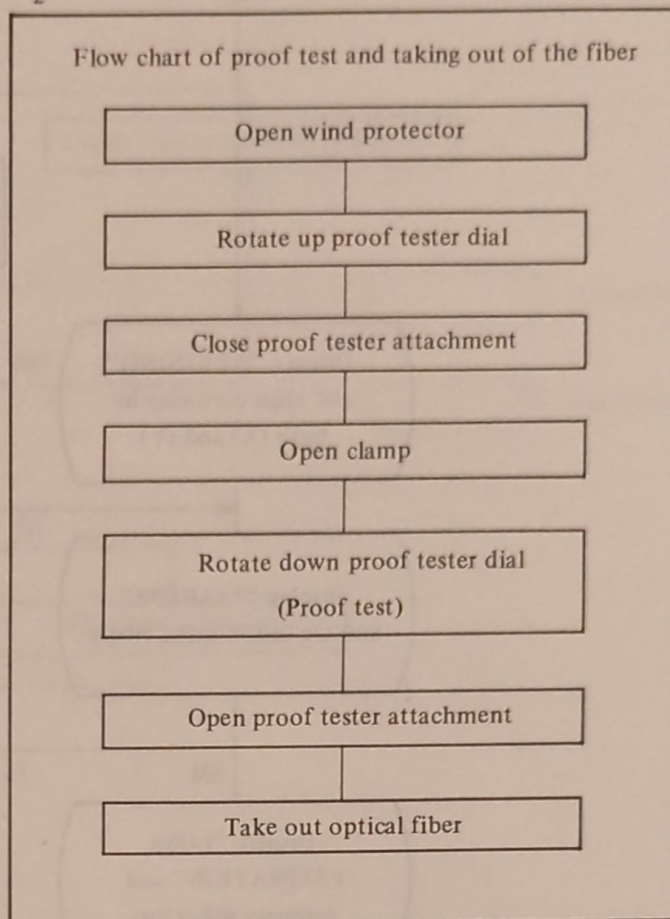 Flow chart of proof test and taking out of the fiber
Open wind protector
Rotate up proof tester dial
Close proof tester attachment
Open clamp
Rotate down proof tester dial
(Proof test)
Open proof tester attachment
Take out optical fiber